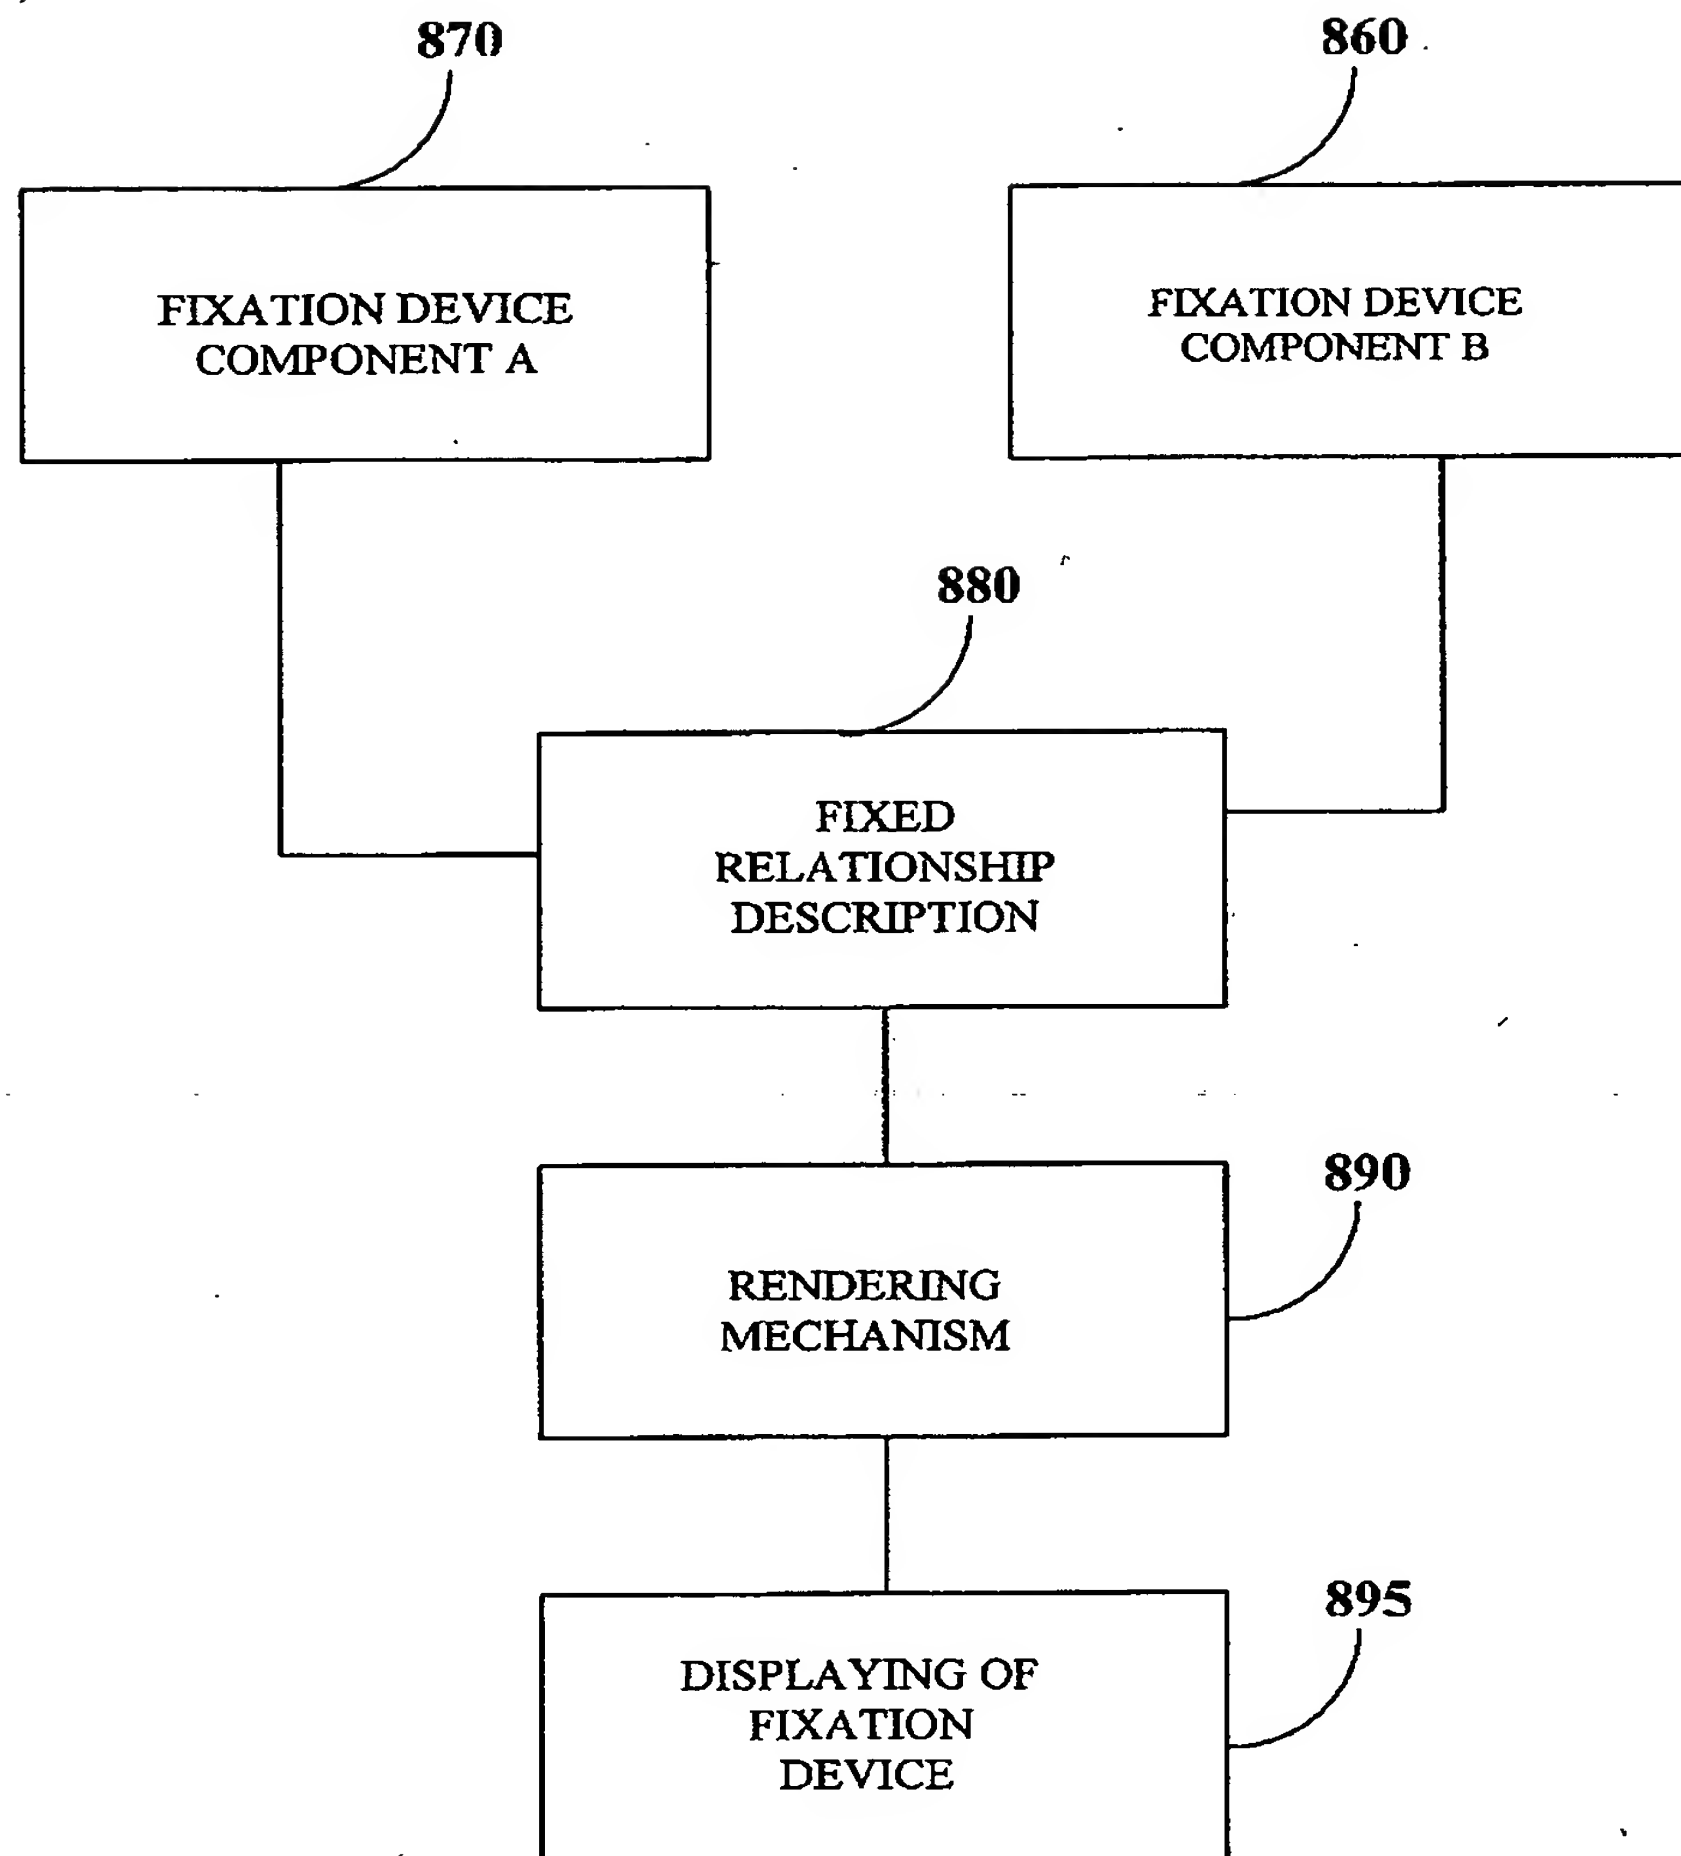 870
860
FIXATION DEVICE
COMPONENT A
FIXATION DEVICE
COMPONENT B
880
FIXED
RELATIONSHIP
DESCRIPTION
890
RENDERING
MECHANISM
895
DISPLAYING OF
FIXATION
DEVICE